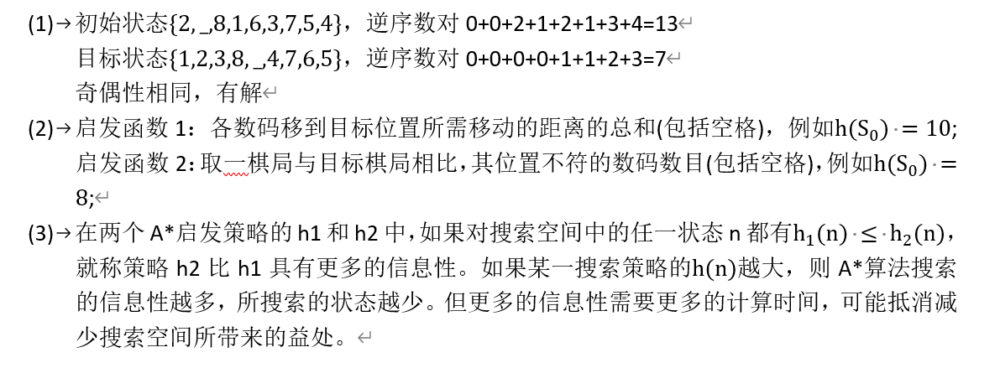 (1)→初始状态{2,_,8,1,6,3,7,5,4}，逆序数对 0+0+2+1+2+1+3+4=13↵
目标状态{1,2,3,8,_,4,7,6,5}，逆序数对 0+0+0+0+1+1+2+3=7↵
奇偶性相同，有解↵
(2)→启发函数 1：各数码移到目标位置所需移动的距离的总和(包括空格)，例如h(S₀)·=10;
启发函数 2:取一棋局与目标棋局相比,其位置不符的数码数目(包括空格),例如h(S₀)·=
8;↵
(3)→在两个 A*启发策略的 h1 和 h2 中,如果对搜索空间中的任一状态 n 都有h₁(n)·≤·h₂(n)，
就称策略 h2 比 h1 具有更多的信息性。如果某一搜索策略的h(n)越大，则 A*算法搜索
的信息性越多，所搜索的状态越少。但更多的信息性需要更多的计算时间，可能抵消减
少搜索空间所带来的益处。↵